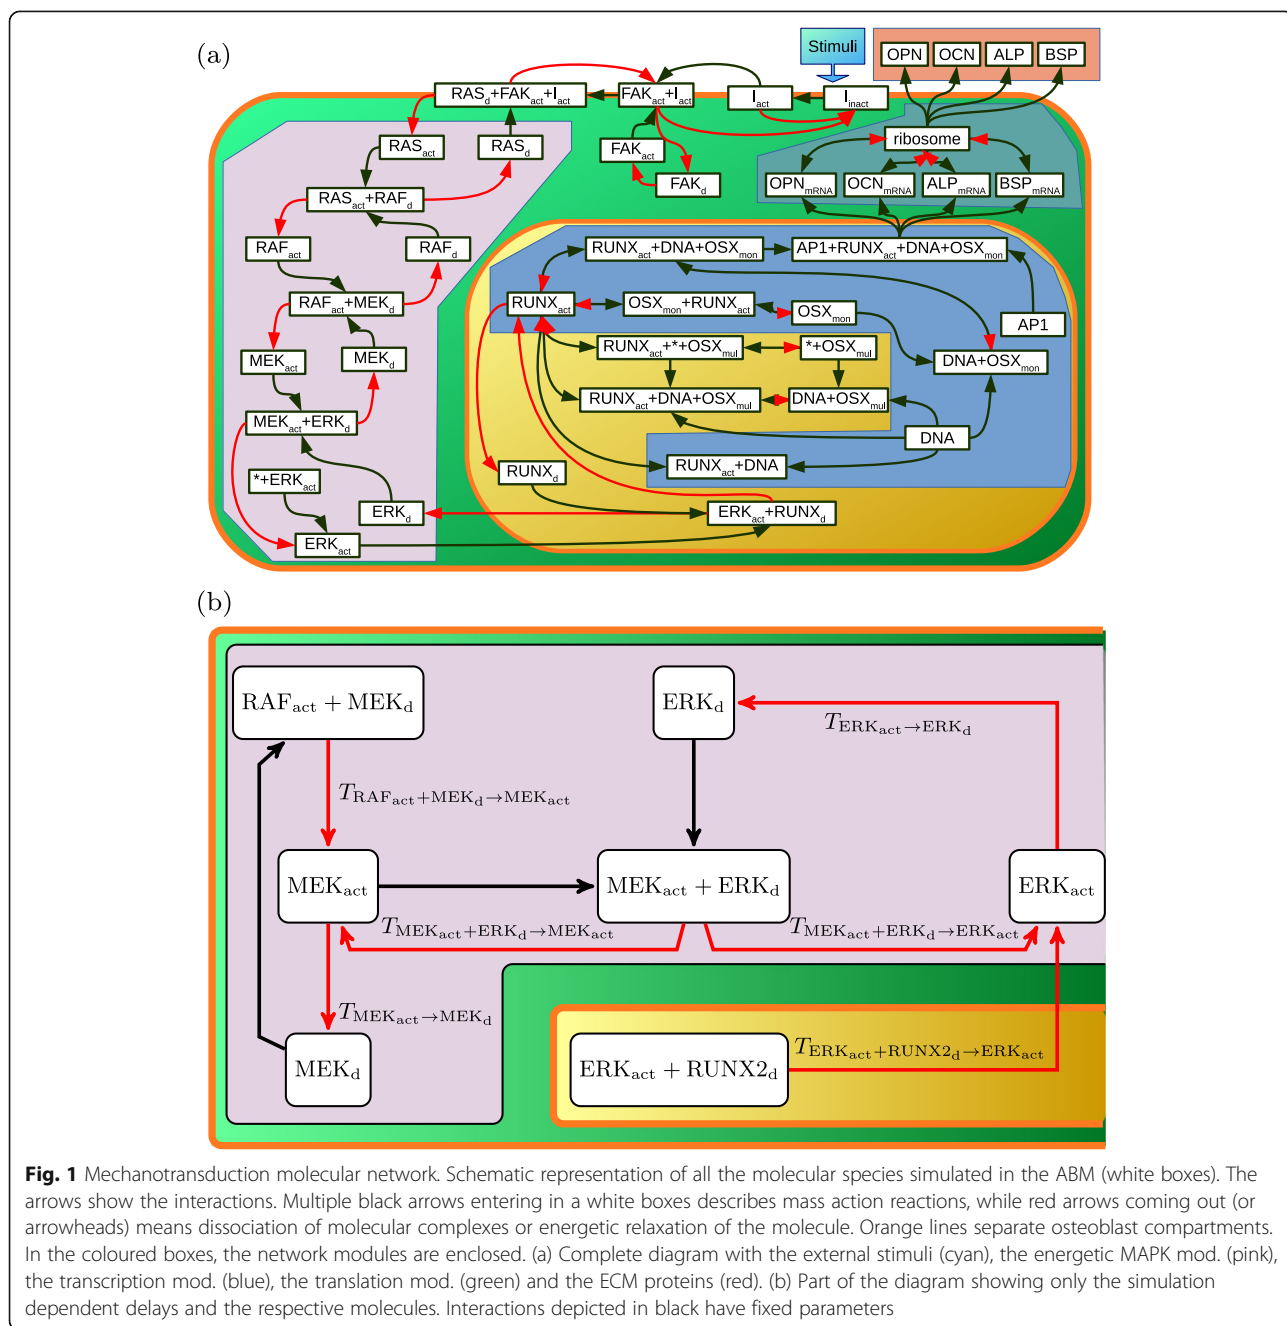 (a)
Stimuli
OPN OCN ALP BSP
RAS_d+FAK_act+I_act
FAK_act+I_act
I_act
I_inact
ribosome
RAS_act
RAS_d
FAK_act
FAK_d
OPN_mRNA OCN_mRNA ALP_mRNA BSP_mRNA
RAS_act+RAF_d
RAF_act
RAF_d
RUNX_act+DNA+OSX_mon
AP1+RUNX_act+DNA+OSX_mon
RAF_act+MEK_d
RUNX_act
OSX_mon+RUNX_act
OSX_mon
AP1
MEK_act
MEK_d
RUNX_act+*+OSX_mul
*+OSX_mul
DNA+OSX_mon
RUNX_act+DNA+OSX_mul
DNA+OSX_mul
MEK_act+ERK_d
DNA
RUNX_act+DNA
*+ERK_act
RUNX_d
ERK_d
ERK_act+RUNX_d
ERK_act
(b)
RAF_act + MEK_d
ERK_d
T_ERK_act→ERK_d
T_RAF_act+MEK_d→MEK_act
MEK_act
MEK_act + ERK_d
ERK_act
T_MEK_act+ERK_d→MEK_act
T_MEK_act+ERK_d→ERK_act
T_MEK_act→MEK_d
MEK_d
ERK_act + RUNX2_d
T_ERK_act+RUNX2_d→ERK_act
Fig. 1 Mechanotransduction molecular network. Schematic representation of all the molecular species simulated in the ABM (white boxes). The
arrows show the interactions. Multiple black arrows entering in a white boxes describes mass action reactions, while red arrows coming out (or
arrowheads) means dissociation of molecular complexes or energetic relaxation of the molecule. Orange lines separate osteoblast compartments.
In the coloured boxes, the network modules are enclosed. (a) Complete diagram with the external stimuli (cyan), the energetic MAPK mod. (pink),
the transcription mod. (blue), the translation mod. (green) and the ECM proteins (red). (b) Part of the diagram showing only the simulation
dependent delays and the respective molecules. Interactions depicted in black have fixed parameters